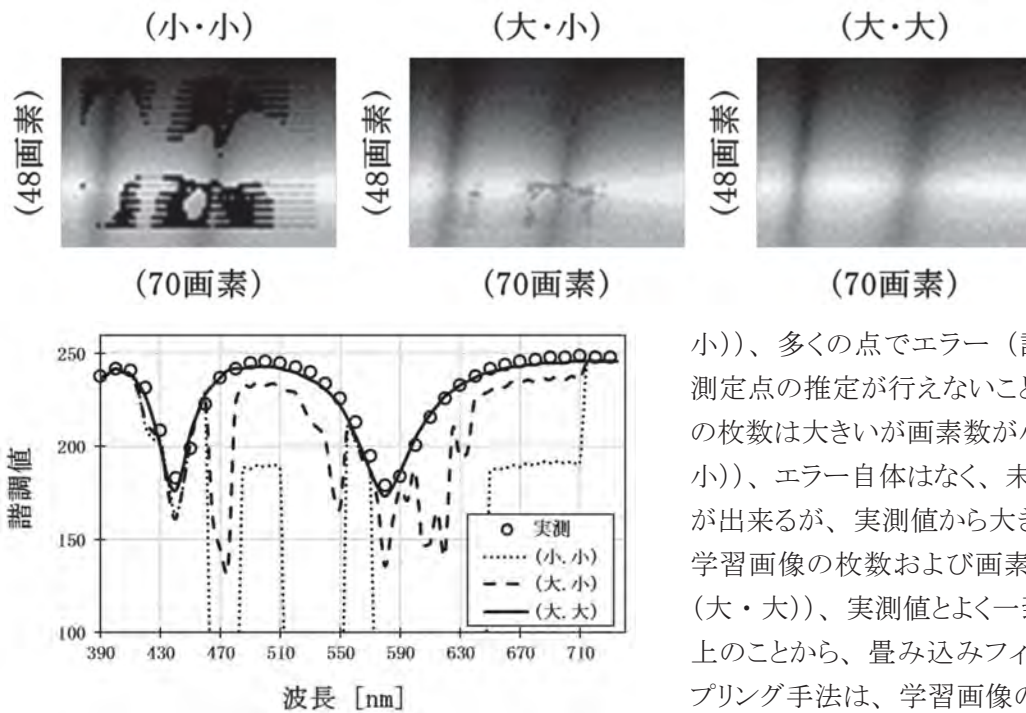 (小・小)
(大・小)
(大・大)
(48画素)
(48画素)
(48画素)
(70画素)
(70画素)
(70画素)
250
200
150
100
390
430
470
510
550
590
630
670
710
諧調値
波長 [nm]
実測
(小. 小)
(大. 小)
(大. 大)
小))、多くの点でエラー (
測定点の推定が行えないこと
の枚数は大きいが画素数が
小))、エラー自体はなく、未
が出来るが、実測値から大き
学習画像の枚数および画素
(大・大))、実測値とよく一
上のことから、畳み込みフィ
プリング手法は、学習画像の